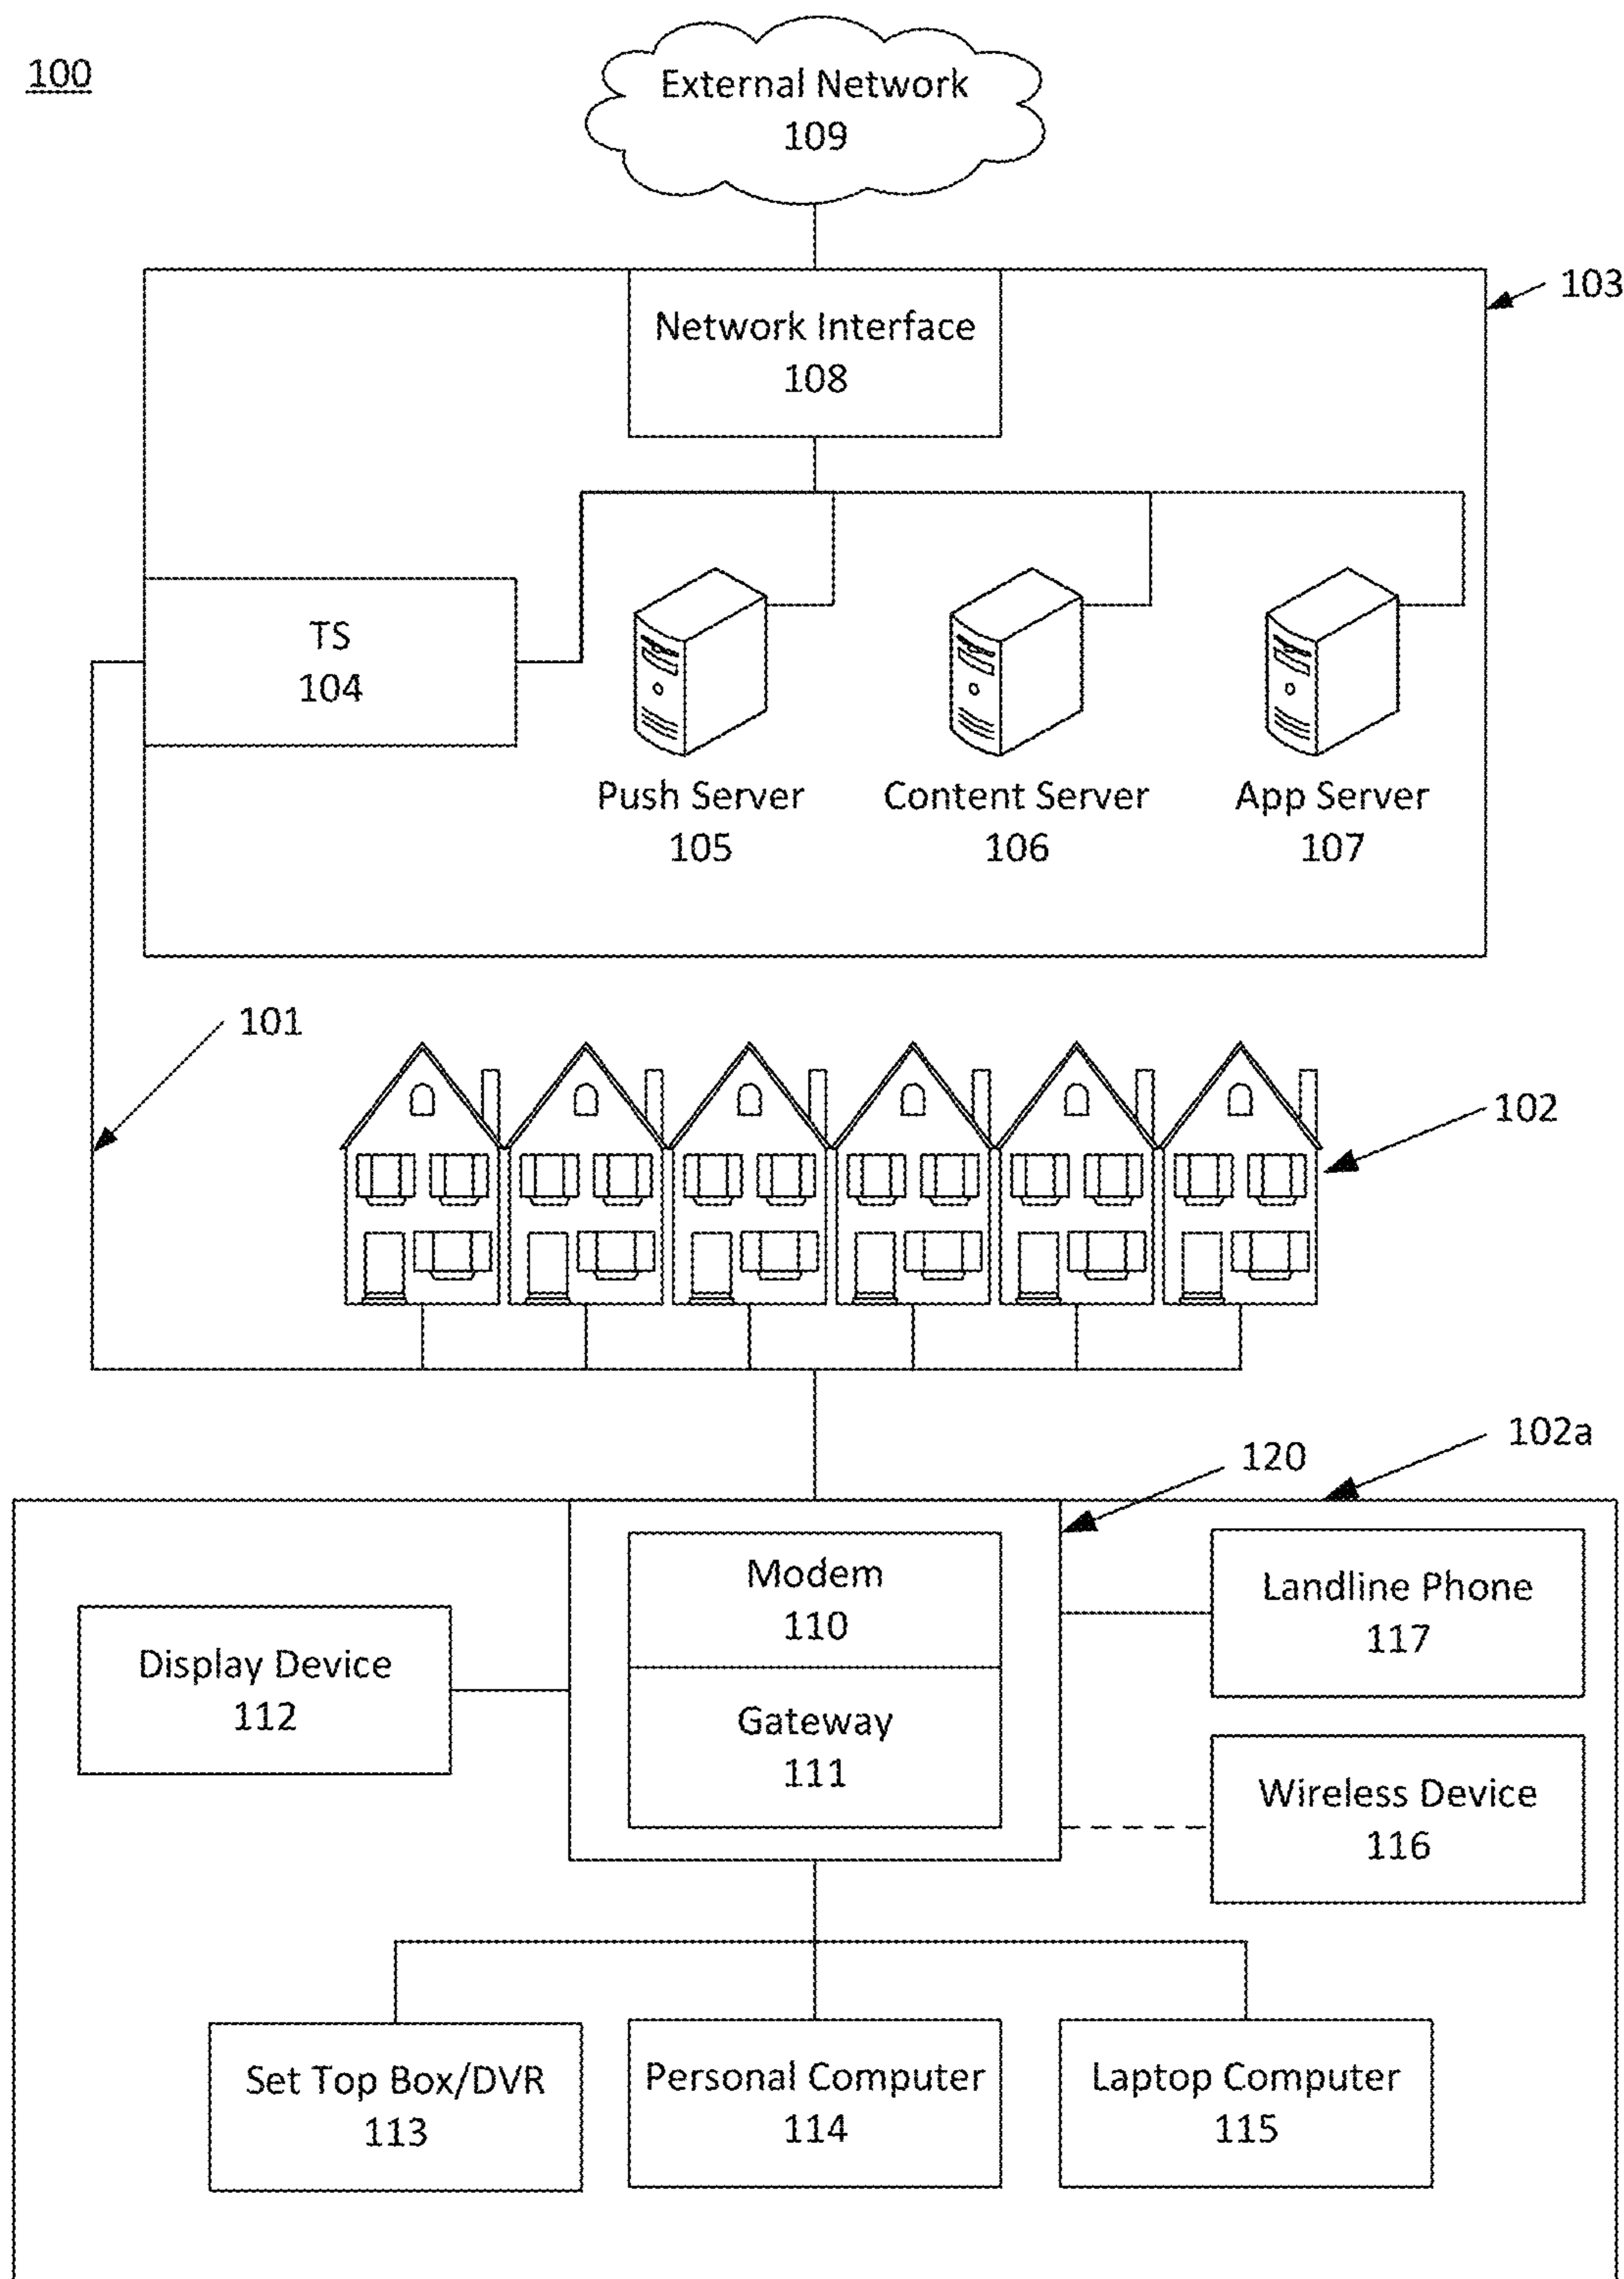 100
External Network
109
103
Network Interface
108
TS
104
Push Server
105
Content Server
106
App Server
107
101
102
102a
120
Modem
110
Landline Phone
117
Display Device
112
Gateway
111
Wireless Device
116
Set Top Box/DVR
113
Personal Computer
114
Laptop Computer
115